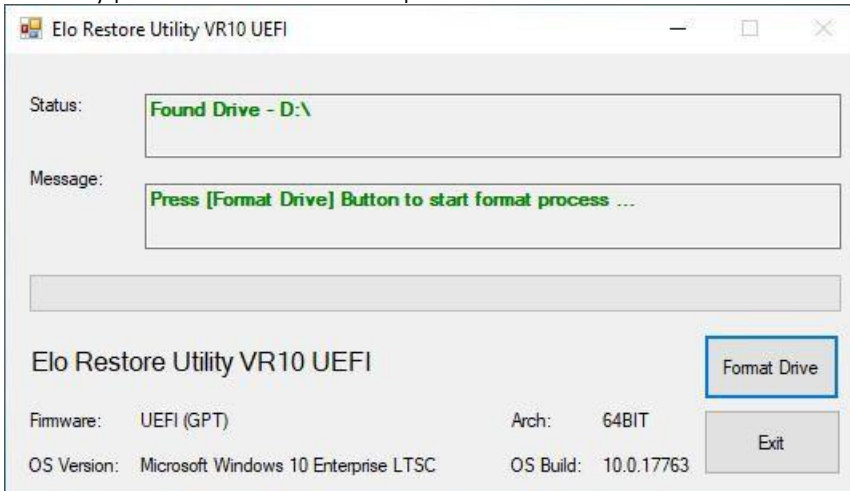 Elo Restore Utility VR10 UEFI
Status:
Found Drive - D:\
Message:
Press [Format Drive] Button to start format process ...
Elo Restore Utility VR10 UEFI
Format Drive
Firmware: UEFI (GPT) Arch: 64BIT
Exit
OS Version: Microsoft Windows 10 Enterprise LTSC OS Build: 10.0.17763